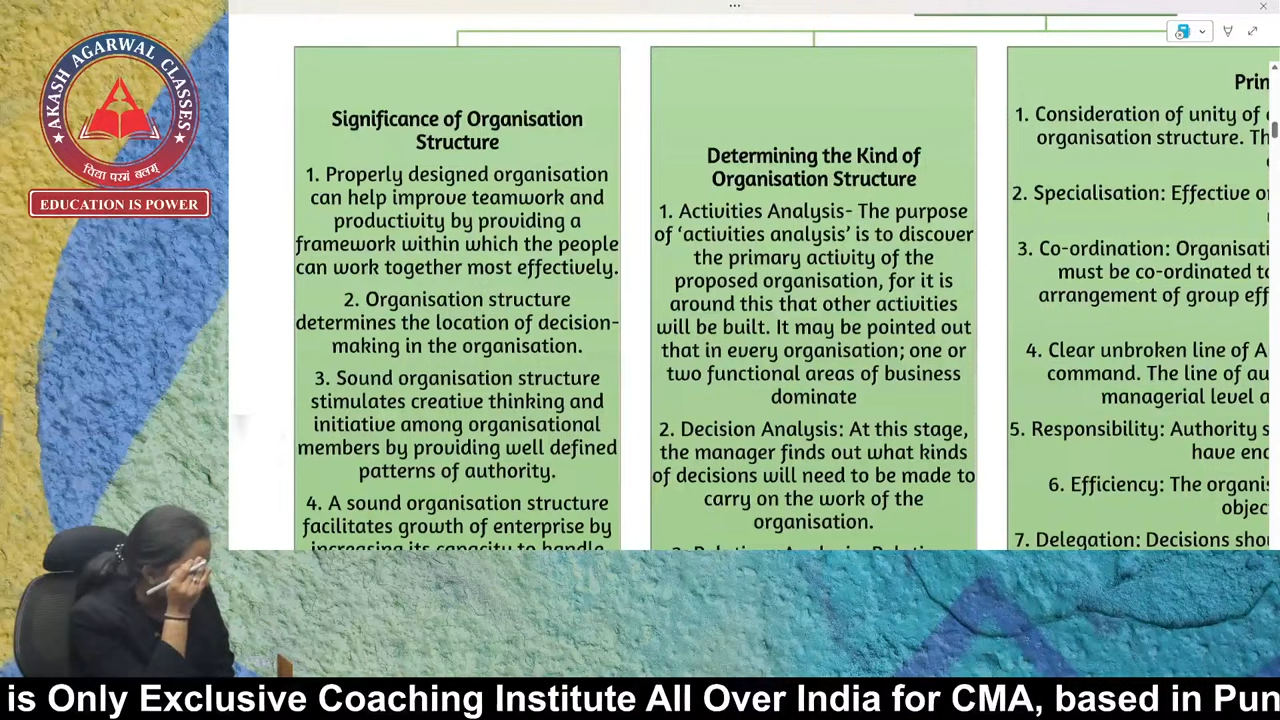 AKASH AGARWAL CLASSES
विद्या परमं बलम्
EDUCATION IS POWER
Significance of Organisation
Structure
1. Properly designed organisation
can help improve teamwork and
productivity by providing a
framework within which the people
can work together most effectively.
2. Organisation structure
determines the location of decision-
making in the organisation.
3. Sound organisation structure
stimulates creative thinking and
initiative among organisational
members by providing well defined
patterns of authority.
4. A sound organisation structure
facilitates growth of enterprise by
increasing its capacity to handle
Determining the Kind of
Organisation Structure
1. Activities Analysis- The purpose
of ‘activities analysis’ is to discover
the primary activity of the
proposed organisation, for it is
around this that other activities
will be built. It may be pointed out
that in every organisation; one or
two functional areas of business
dominate
2. Decision Analysis: At this stage,
the manager finds out what kinds
of decisions will need to be made to
carry on the work of the
organisation.
Prin
1. Consideration of unity of
organisation structure. Th
2. Specialisation: Effective o
3. Co-ordination: Organisati
must be co-ordinated to
arrangement of group eff
4. Clear unbroken line of A
command. The line of au
managerial level a
5. Responsibility: Authority s
have enc
6. Efficiency: The organis
objec
7. Delegation: Decisions shou
is Only Exclusive Coaching Institute All Over India for CMA, based in Pun